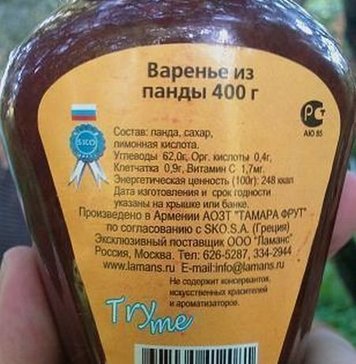 Варенье из
панды 400 г
SKO
АЮ 85
Состав: панда, сахар,
лимонная кислота.
Углеводы 62,0г, Орг. кислоты 0,4г,
Клетчатка 0,9г, Витамин С 1,7мг.
Энергетическая ценность (100г): 248 ккал
Дата изготовления и срок годности
указаны на крышке или банке.
Произведено в Армении АОЗТ "ТАМАРА ФРУТ"
по согласованию с SKO.S.A. (Греция)
Эксклюзивный поставщик ООО "Ламанс"
Россия, Москва. Тел: 626-5287, 334-2944
www.lamans.ru E-mail:info@lamans.ru
Не содержит консервантов,
искусственных красителей
и ароматизаторов.
Try
me